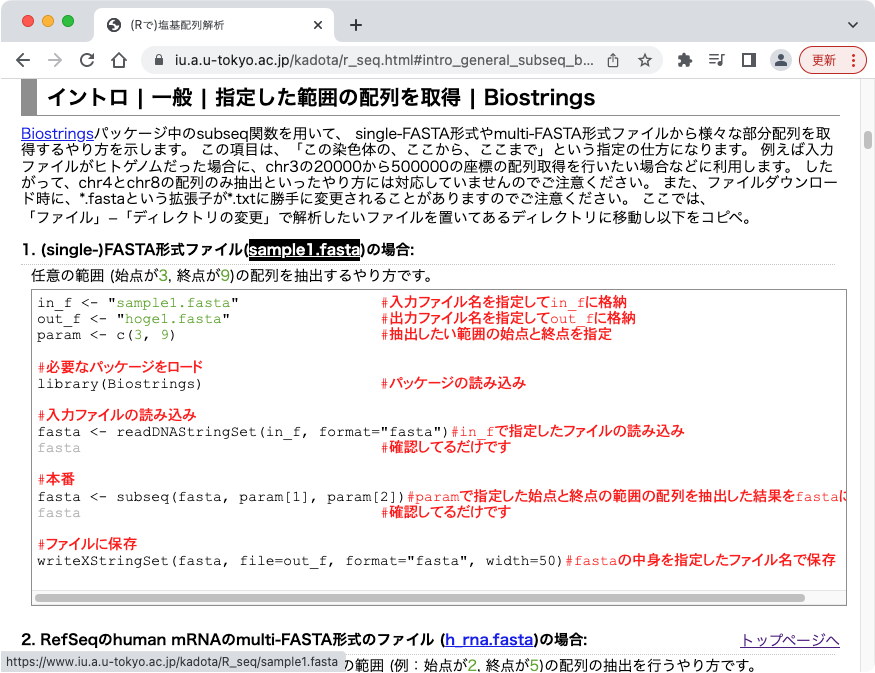 (Rで)塩基配列解析
iu.a.u-tokyo.ac.jp/kadota/r_seq.html#intro_general_subseq_b...
更新
イントロ | 一般 | 指定した範囲の配列を取得 | Biostrings
Biostringsパッケージ中のsubseq関数を用いて、 single-FASTA形式やmulti-FASTA形式ファイルから様々な部分配列を取
得するやり方を示します。 この項目は、「この染色体の、ここから、ここまで」という指定の仕方になります。 例えば入力
ファイルがヒトゲノムだった場合に、chr3の20000から500000の座標の配列取得を行いたい場合などに利用します。 した
がって、chr4とchr8の配列のみ抽出といったやり方には対応していませんのでご注意ください。 また、ファイルダウンロー
ド時に、*.fastaという拡張子が*.txtに勝手に変更されることがありますのでご注意ください。 ここでは、
「ファイル」–「ディレクトリの変更」で解析したいファイルを置いてあるディレクトリに移動し以下をコピペ。
1. (single-)FASTA形式ファイル(sample1.fasta)の場合:
任意の範囲 (始点が3, 終点が9)の配列を抽出するやり方です。
in_f <- "sample1.fasta" #入力ファイル名を指定してin_fに格納
out_f <- "hoge1.fasta" #出力ファイル名を指定してout_fに格納
param <- c(3, 9) #抽出したい範囲の始点と終点を指定
#必要なパッケージをロード
library(Biostrings) #パッケージの読み込み
#入力ファイルの読み込み
fasta <- readDNAStringSet(in_f, format="fasta")#in_fで指定したファイルの読み込み
fasta #確認してるだけです
#本番
fasta <- subseq(fasta, param[1], param[2])#paramで指定した始点と終点の範囲の配列を抽出した結果をfastaに
fasta #確認してるだけです
#ファイルに保存
writeXStringSet(fasta, file=out_f, format="fasta", width=50)#fastaの中身を指定したファイル名で保存
2. RefSeqのhuman mRNAのmulti-FASTA形式のファイル (h_rna.fasta)の場合: トップページへ
https://www.iu.a.u-tokyo.ac.jp/kadota/R_seq/sample1.fasta の範囲 (例：始点が2, 終点が5)の配列の抽出を行うやり方です。